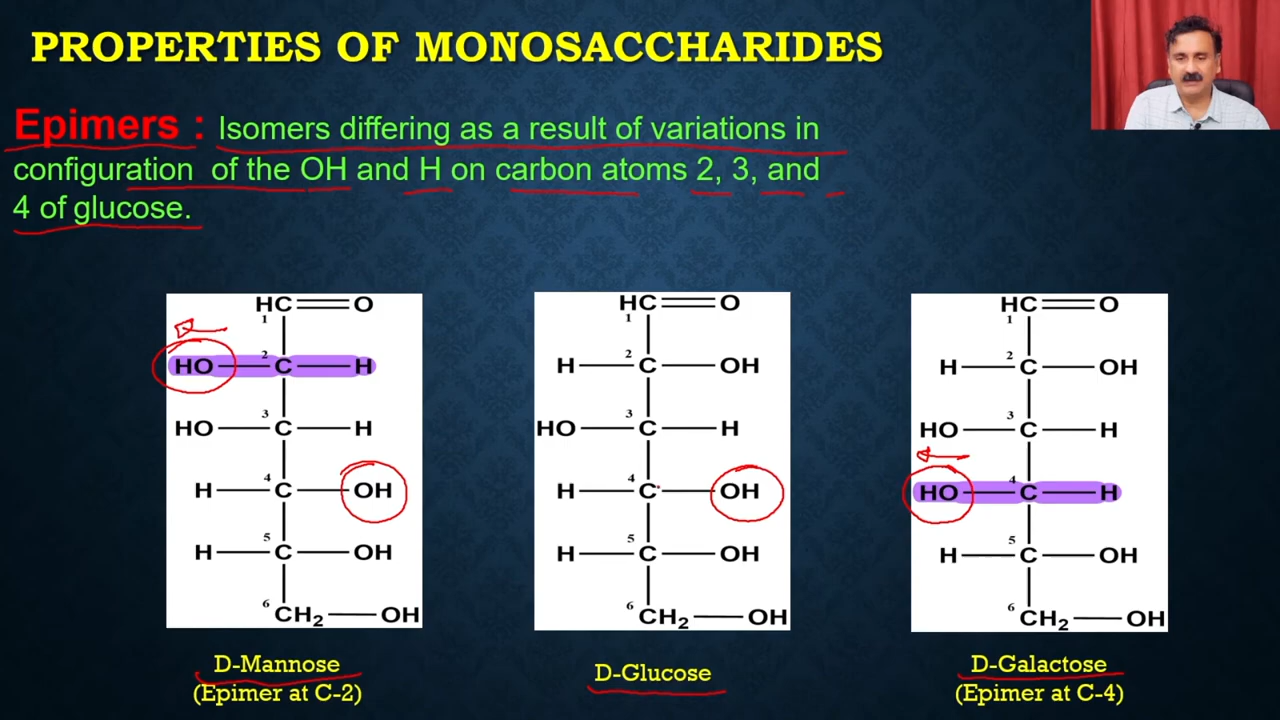 PROPERTIES OF MONOSACCHARIDES
Epimers : Isomers differing as a result of variations in
configuration of the OH and H on carbon atoms 2, 3, and
4 of glucose.
HC O
1
2
HO C H
3
HO C H
4
H C OH
5
H C OH
6
CH2 OH
D-Mannose
(Epimer at C-2)
HC O
1
2
H C OH
3
HO C H
4
H C OH
5
H C OH
6
CH2 OH
D-Glucose
HC O
1
2
H C OH
3
HO C H
4
HO C H
5
H C OH
6
CH2 OH
D-Galactose
(Epimer at C-4)